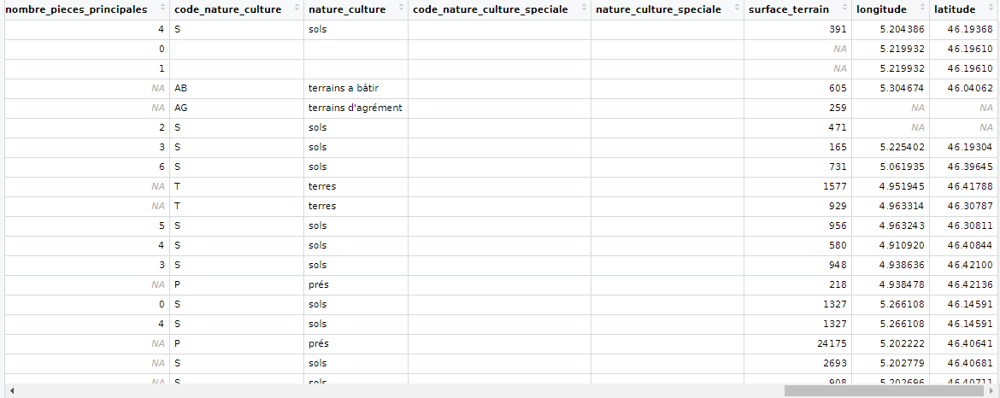 nombre_pieces_principales code_nature_culture nature_culture code_nature_culture_speciale nature_culture_speciale surface_terrain longitude latitude
4 S sols 391 5.204386 46.19368
0 NA 5.219932 46.19610
1 NA 5.219932 46.19610
NA AB terrains a bâtir 605 5.304674 46.04062
NA AG terrains d'agrément 259 NA NA
2 S sols 471 NA NA
3 S sols 165 5.225402 46.19304
6 S sols 731 5.061935 46.39645
NA T terres 1577 4.951945 46.41788
NA T terres 929 4.963314 46.30787
5 S sols 956 4.963243 46.30811
4 S sols 580 4.910920 46.40844
3 S sols 948 4.938636 46.42100
NA P prés 218 4.938478 46.42136
0 S sols 1327 5.266108 46.14591
4 S sols 1327 5.266108 46.14591
NA P prés 24175 5.202222 46.40641
NA S sols 2693 5.202779 46.40681
NA S sols 908 5.202696 46.40711